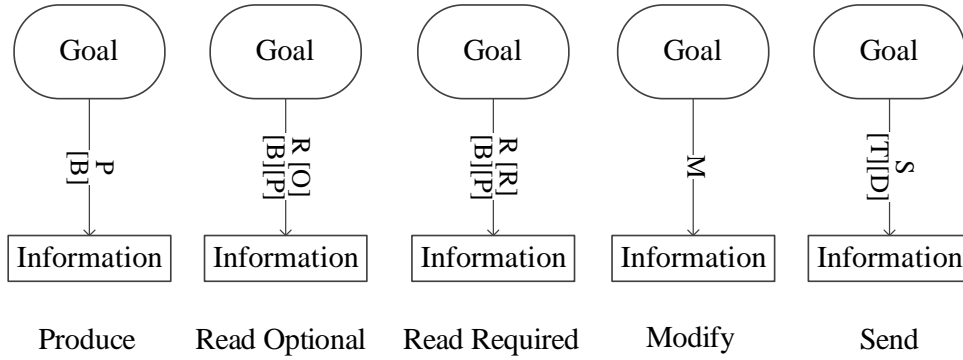 Goal
Goal
Goal
Goal
Goal
P
[B]
R [O]
[B][P]
R [R]
[B][P]
M
S
[T][D]
Information
Information
Information
Information
Information
Produce
Read Optional
Read Required
Modify
Send